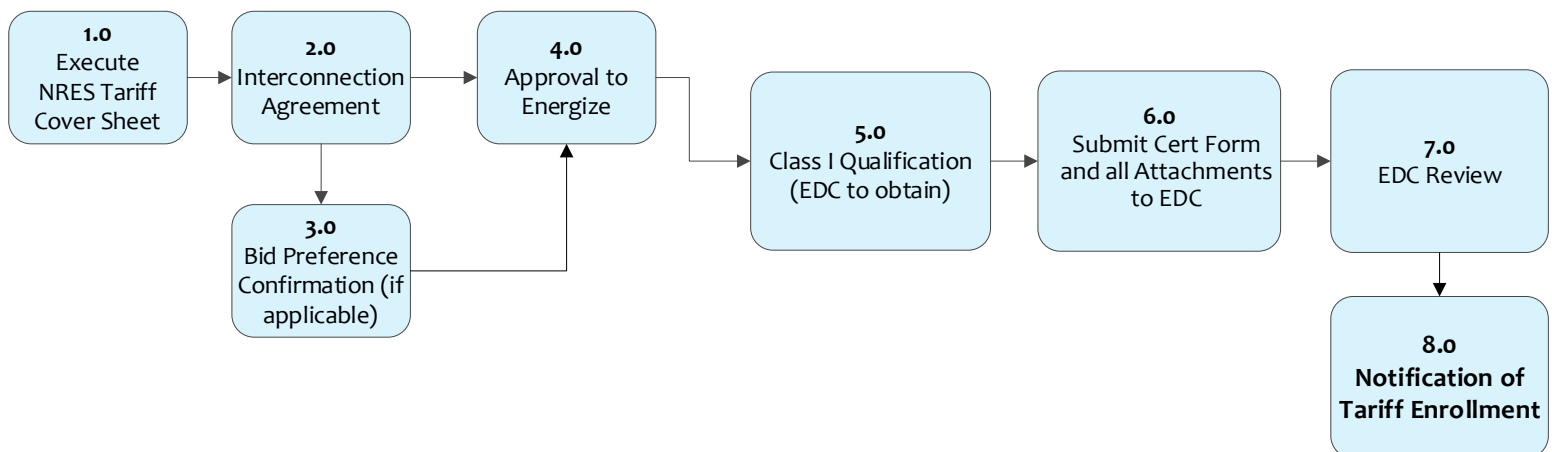 1.0
Execute
NRES Tariff
Cover Sheet
2.0
Interconnection
Agreement
3.0
Bid Preference
Confirmation (if
applicable)
4.0
Approval to
Energize
5.0
Class I Qualification
(EDC to obtain)
6.0
Submit Cert Form
and all Attachments
to EDC
7.0
EDC Review
8.0
Notification of
Tariff Enrollment